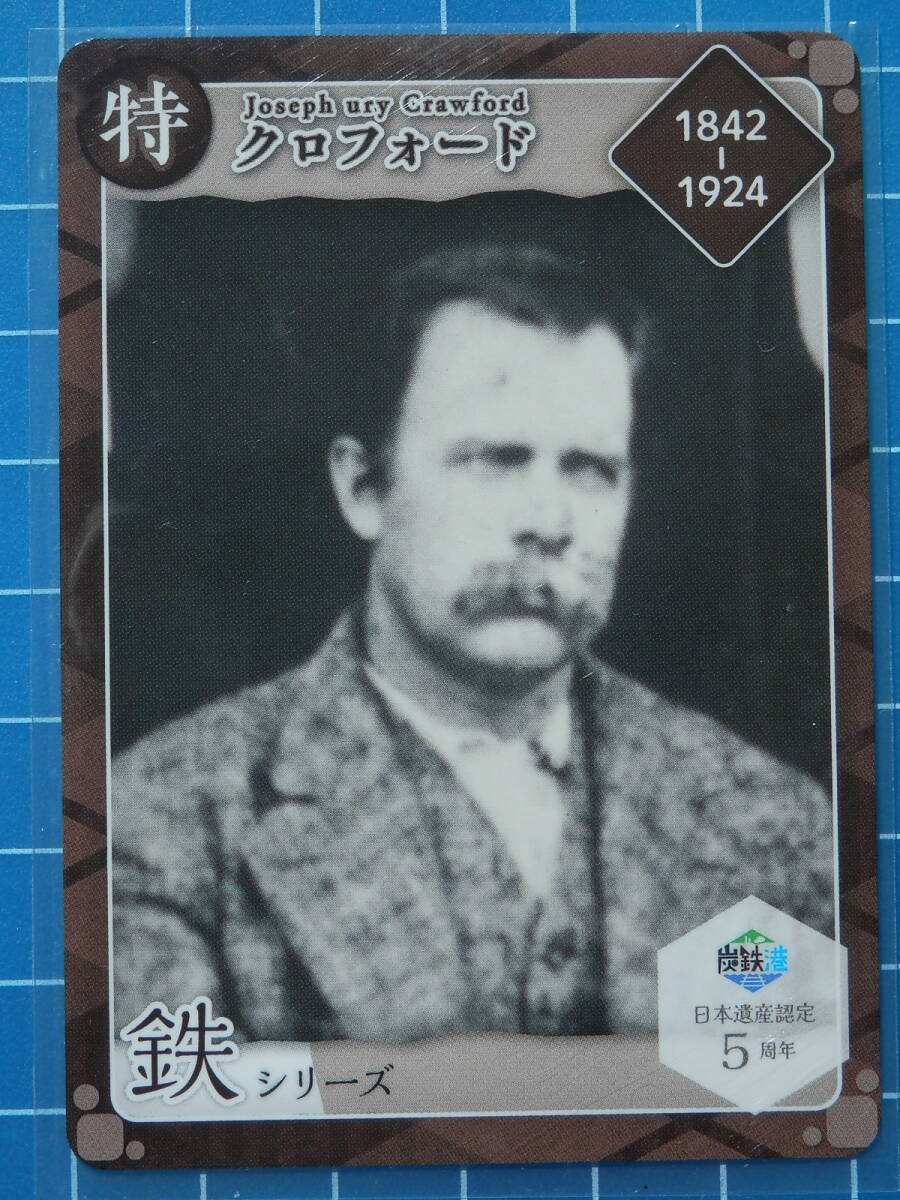 特
Joseph ury Crawford
クロフォード
1842
|
1924
炭鉄港
日本遺産認定
5周年
鉄シリーズ